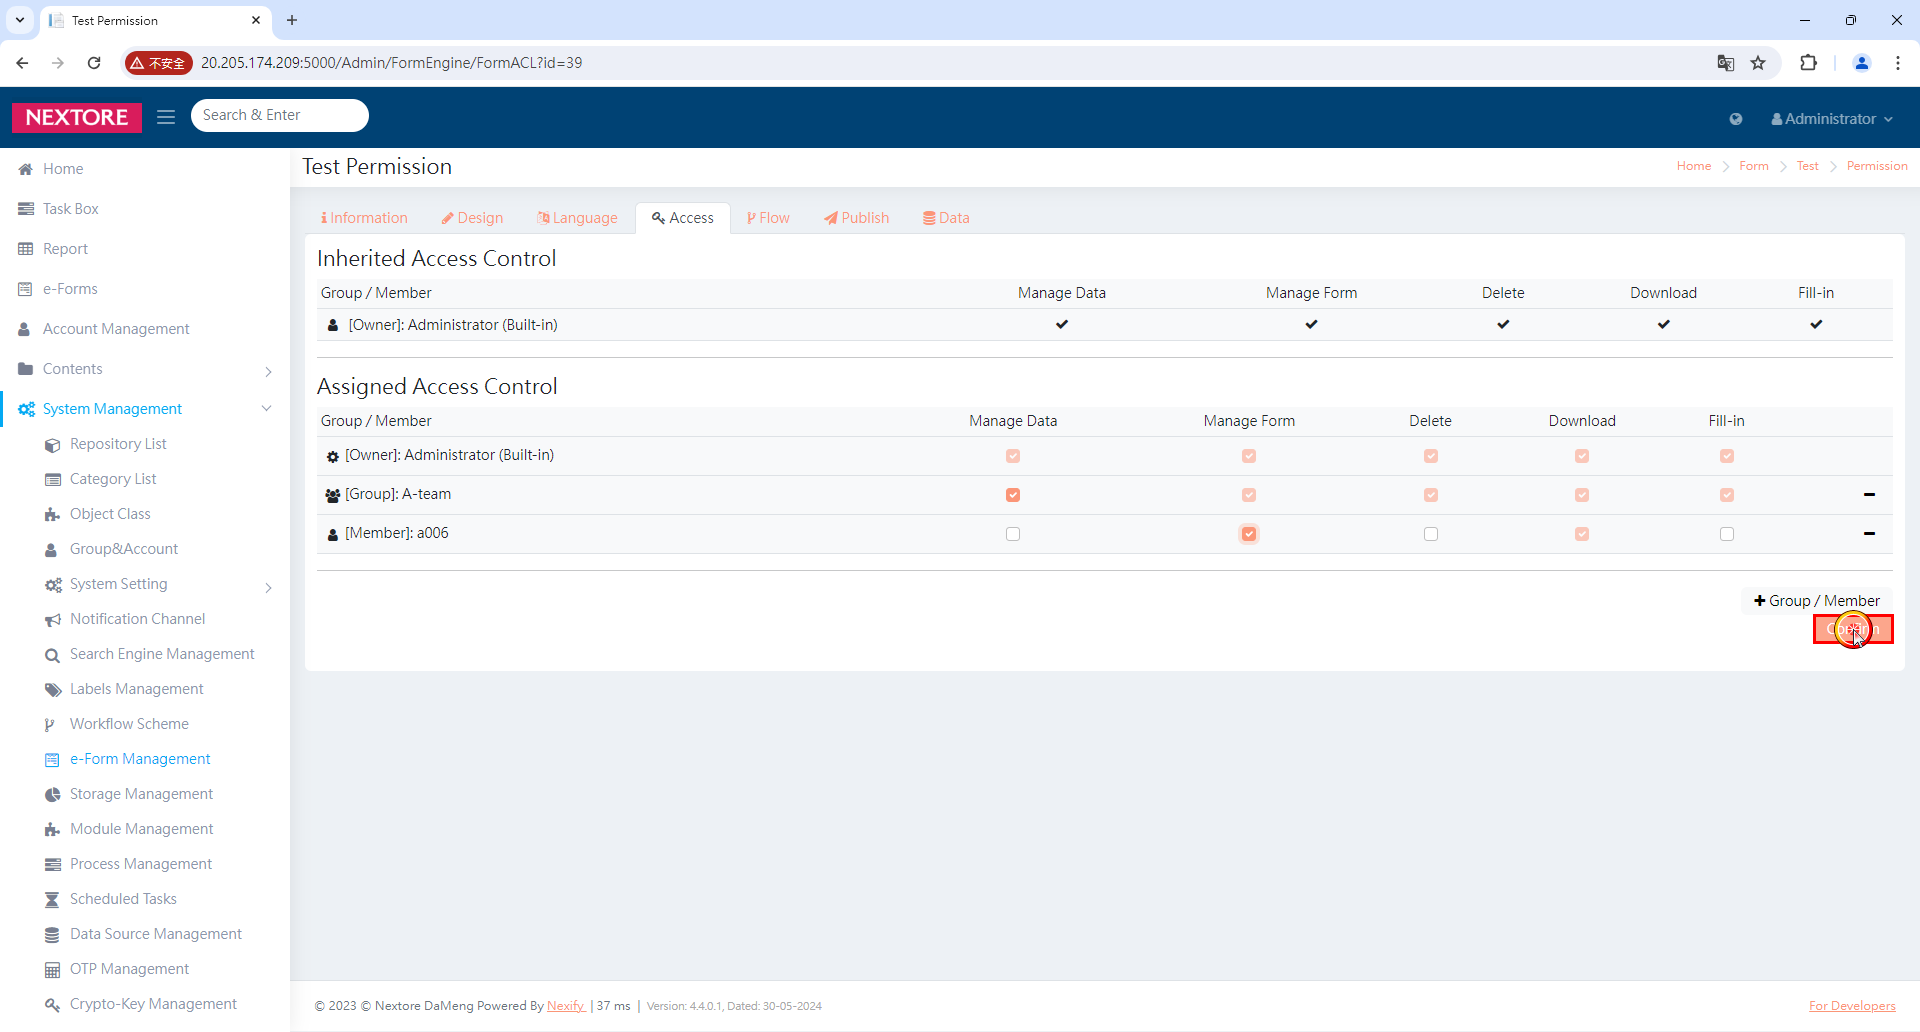 Test Permission
不安全 20.205.174.209:5000/Admin/FormEngine/FormACL?id=39
NEXTORE Search & Enter Administrator
Home
Task Box
Report
e-Forms
Account Management
Contents
System Management
Repository List
Category List
Object Class
Group&Account
System Setting
Notification Channel
Search Engine Management
Labels Management
Workflow Scheme
e-Form Management
Storage Management
Module Management
Process Management
Scheduled Tasks
Data Source Management
OTP Management
Crypto-Key Management
Test Permission
Home Form Test Permission
Information Design Language Access Flow Publish Data
Inherited Access Control
Group / Member Manage Data Manage Form Delete Download Fill-in
[Owner]: Administrator (Built-in)
Assigned Access Control
Group / Member Manage Data Manage Form Delete Download Fill-in
[Owner]: Administrator (Built-in)
[Group]: A-team
[Member]: a006
Group / Member
© 2023 © Nextore DaMeng Powered By Nexify | 37 ms | Version: 4.4.0.1, Dated: 30-05-2024
For Developers